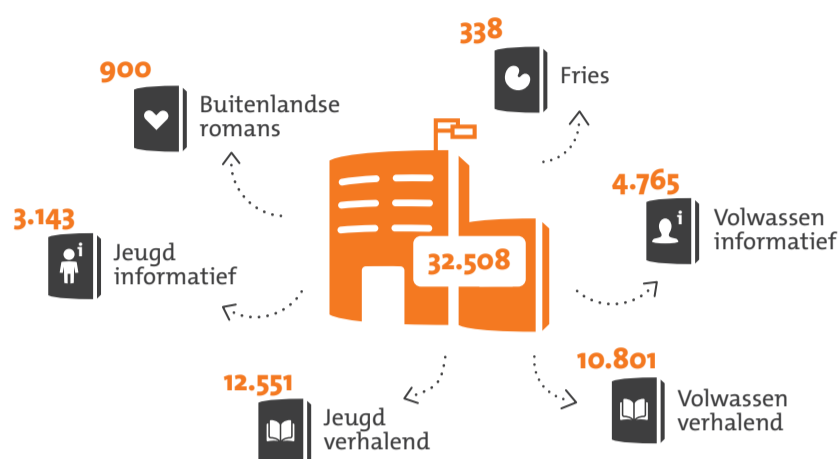 338
Fries
900
Buitenlandse
romans
4.765
Volwassen
informatief
3.143
Jeugd
informatief
32.508
12.551
Jeugd
verhalend
10.801
Volwassen
verhalend